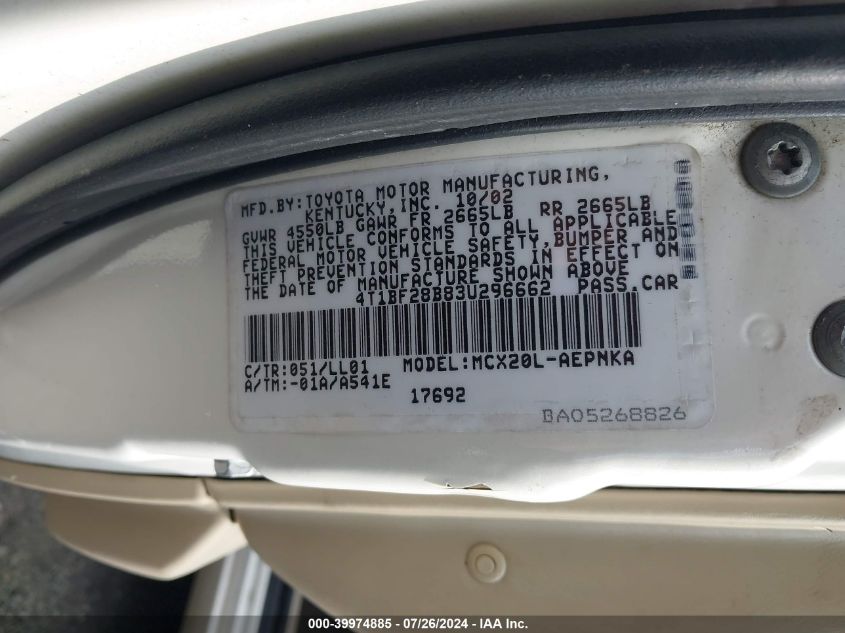 MFD.BY:TOYOTA MOTOR MANUFACTURING,
KENTUCKY, INC. 10/02
GVWR 4550LB GAWR FR 2665LB RR 2665LB
THIS VEHICLE CONFORMS TO ALL APPLICABLE
FEDERAL MOTOR VEHICLE SAFETY, BUMPER AND
THEFT PREVENTION STANDARDS IN EFFECT ON
THE DATE OF MANUFACTURE SHOWN ABOVE
4T1BF28B83U296662 PASS.CAR
C/TR:051/LL01 MODEL:MCX20L-AEPNKA
A/TM:-01A/A541E
17692
BA05268826
000-39974885 | 07/26/2024 - Copart, IAA Inc.